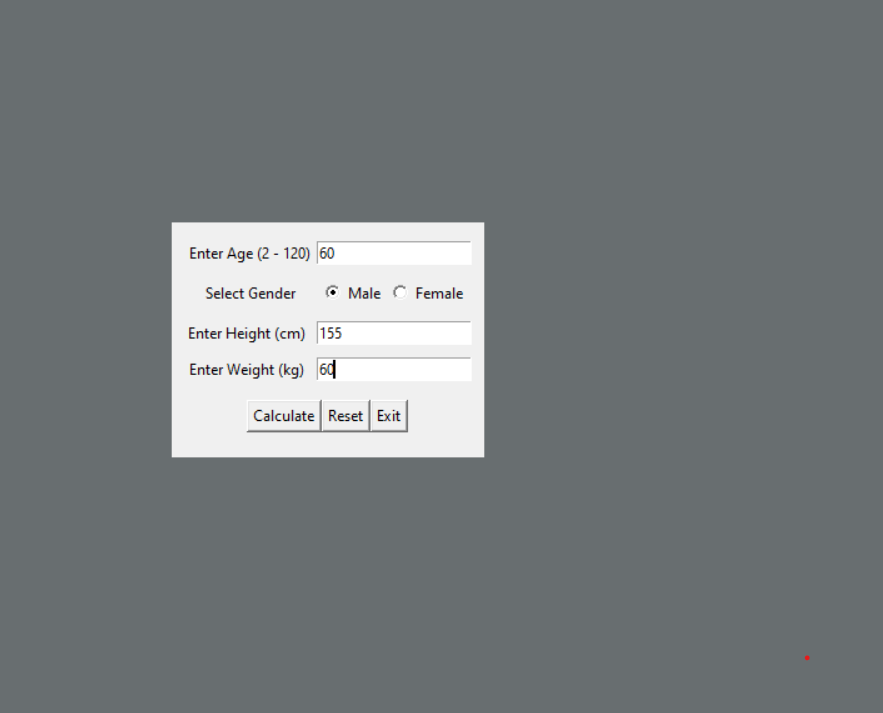 Enter Age (2 - 120) 60
Select Gender Male Female
Enter Height (cm) 155
Enter Weight (kg) 60
Calculate Reset Exit